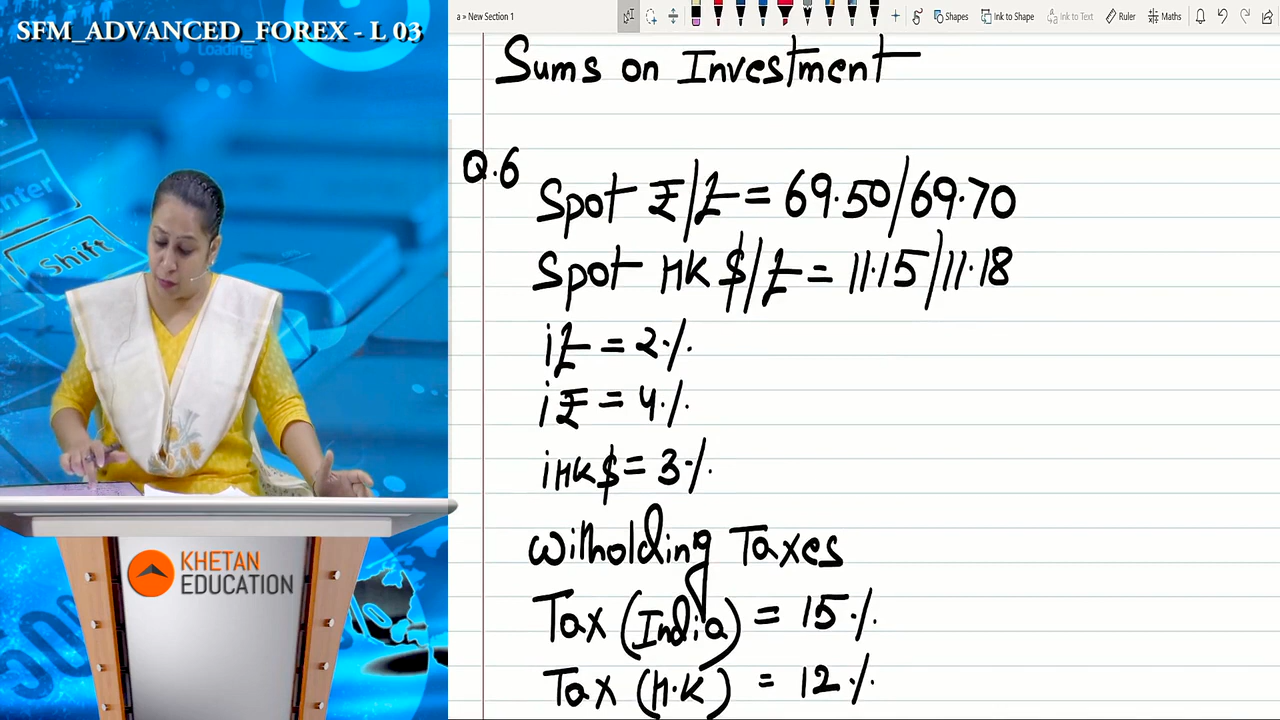 SFM_ADVANCED_FOREX - L 03
Loading
Shift
KHETAN
EDUCATION
a » New Section 1
Shapes
Ink to Shape
Ink to Text
Maths
Sums on Investment
Q.6
Spot ₹/£ = 69.50/69.70
Spot HK $/£ = 11.15/11.18
i£ = 2%
i₹ = 4%
iHK$ = 3%
Witholding Taxes
Tax (India) = 15%
Tax (H.K) = 12%